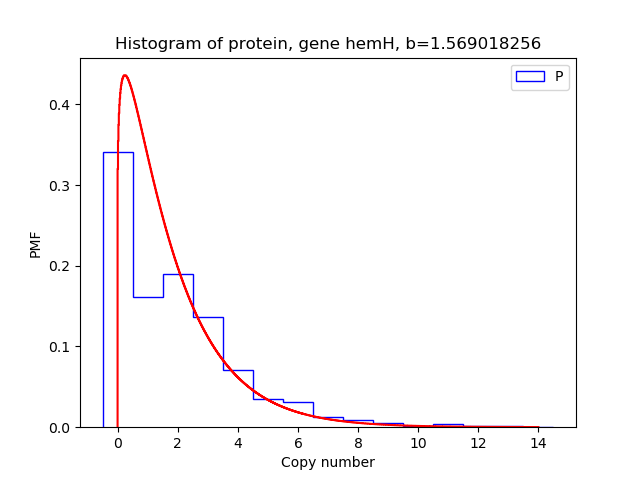 Histogram of protein, gene hemH, b=1.569018256
P
PMF
0.4
0.3
0.2
0.1
0.0
0 2 4 6 8 10 12 14
Copy number